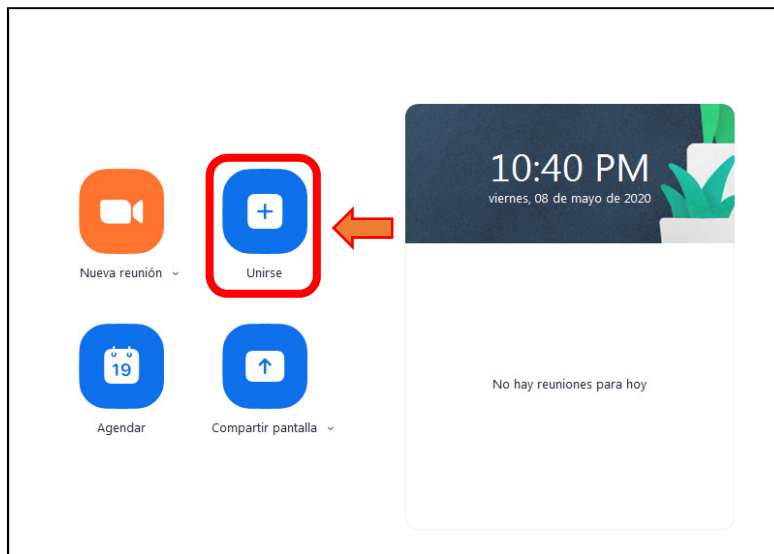 10:40 PM
viernes, 08 de mayo de 2020
Nueva reunión
Unirse
19
Agendar
Compartir pantalla
No hay reuniones para hoy